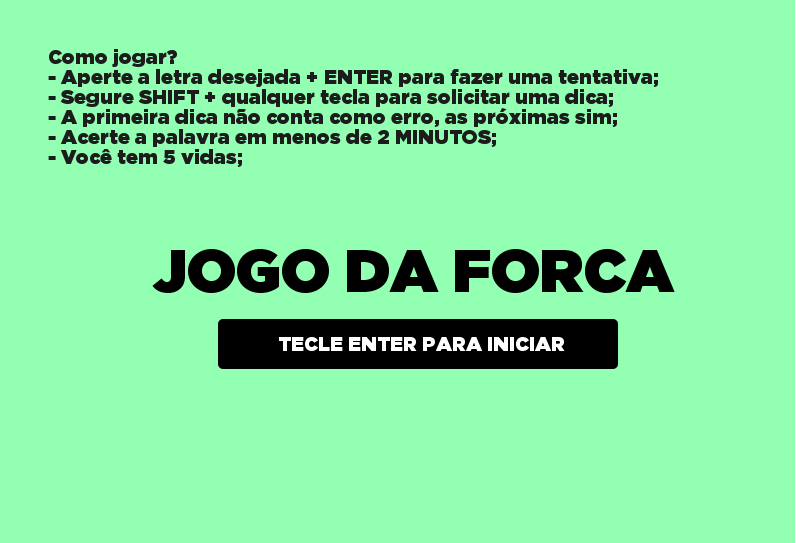 Como jogar?
- Aperte a letra desejada + ENTER para fazer uma tentativa;
- Segure SHIFT + qualquer tecla para solicitar uma dica;
- A primeira dica não conta como erro, as próximas sim;
- Acerte a palavra em menos de 2 MINUTOS;
- Você tem 5 vidas;
JOGO DA FORCA
TECLE ENTER PARA INICIAR